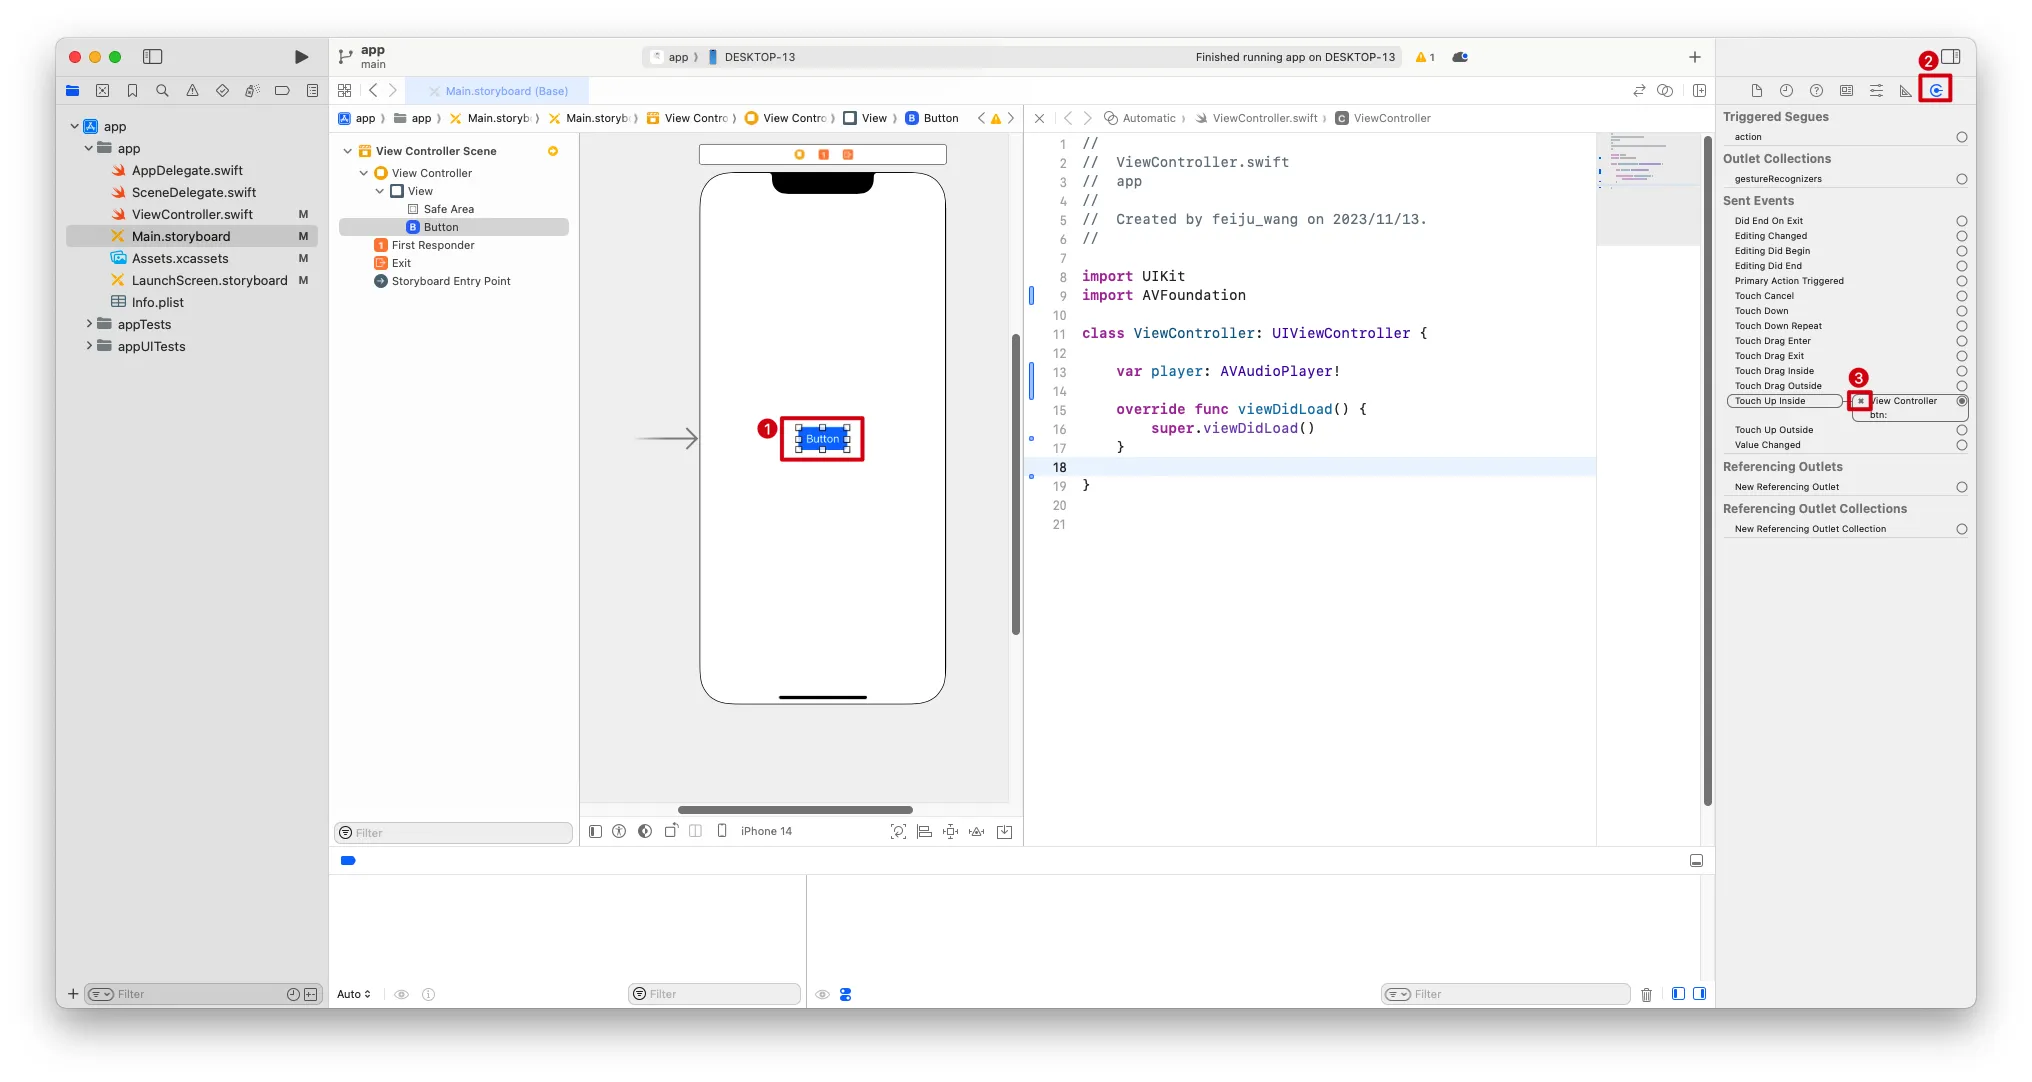 app
main
app
DESKTOP-13
Finished running app on DESKTOP-13
1
2
Main.storyboard (Base)
app
app
AppDelegate.swift
SceneDelegate.swift
ViewController.swift M
Main.storyboard M
Assets.xcassets M
LaunchScreen.storyboard M
Info.plist
appTests
appUITests
Filter
app
app
Main.storyb
Main.storyb
View Contro
View Contro
View
B Button
View Controller Scene
View Controller
View
Safe Area
B Button
1 First Responder
Exit
Storyboard Entry Point
Filter
1
1
Button
iPhone 14
Automatic
ViewController.swift
C ViewController
1 //
2 // ViewController.swift
3 // app
4 //
5 // Created by feiju_wang on 2023/11/13.
6 //
7
8 import UIKit
9 import AVFoundation
10
11 class ViewController: UIViewController {
12
13 var player: AVAudioPlayer!
14
15 override func viewDidLoad() {
16 super.viewDidLoad()
17 }
18
19 }
20
21
Triggered Segues
action
Outlet Collections
gestureRecognizers
Sent Events
Did End On Exit
Editing Changed
Editing Did Begin
Editing Did End
Primary Action Triggered
Touch Cancel
Touch Down
Touch Down Repeat
Touch Drag Enter
Touch Drag Exit
Touch Drag Inside
3
Touch Drag Outside
Touch Up Inside
View Controller
btn:
Touch Up Outside
Value Changed
Referencing Outlets
New Referencing Outlet
Referencing Outlet Collections
New Referencing Outlet Collection
Auto
Filter
Filter